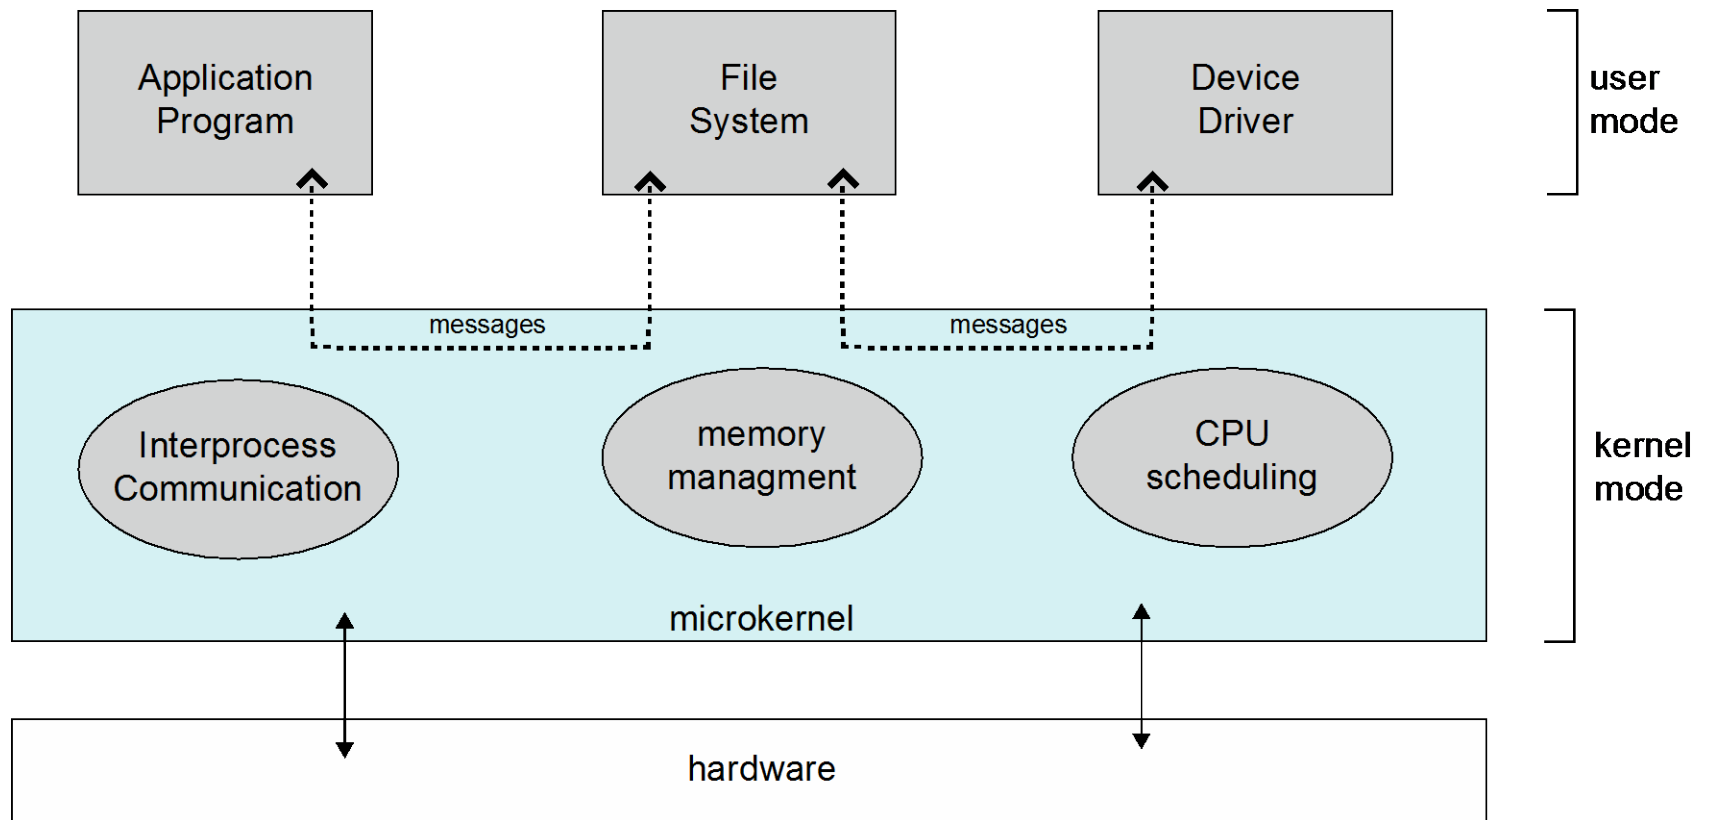 Application
Program
File
System
Device
Driver
user
mode
messages
messages
Interprocess
Communication
memory
managment
CPU
scheduling
kernel
mode
microkernel
hardware